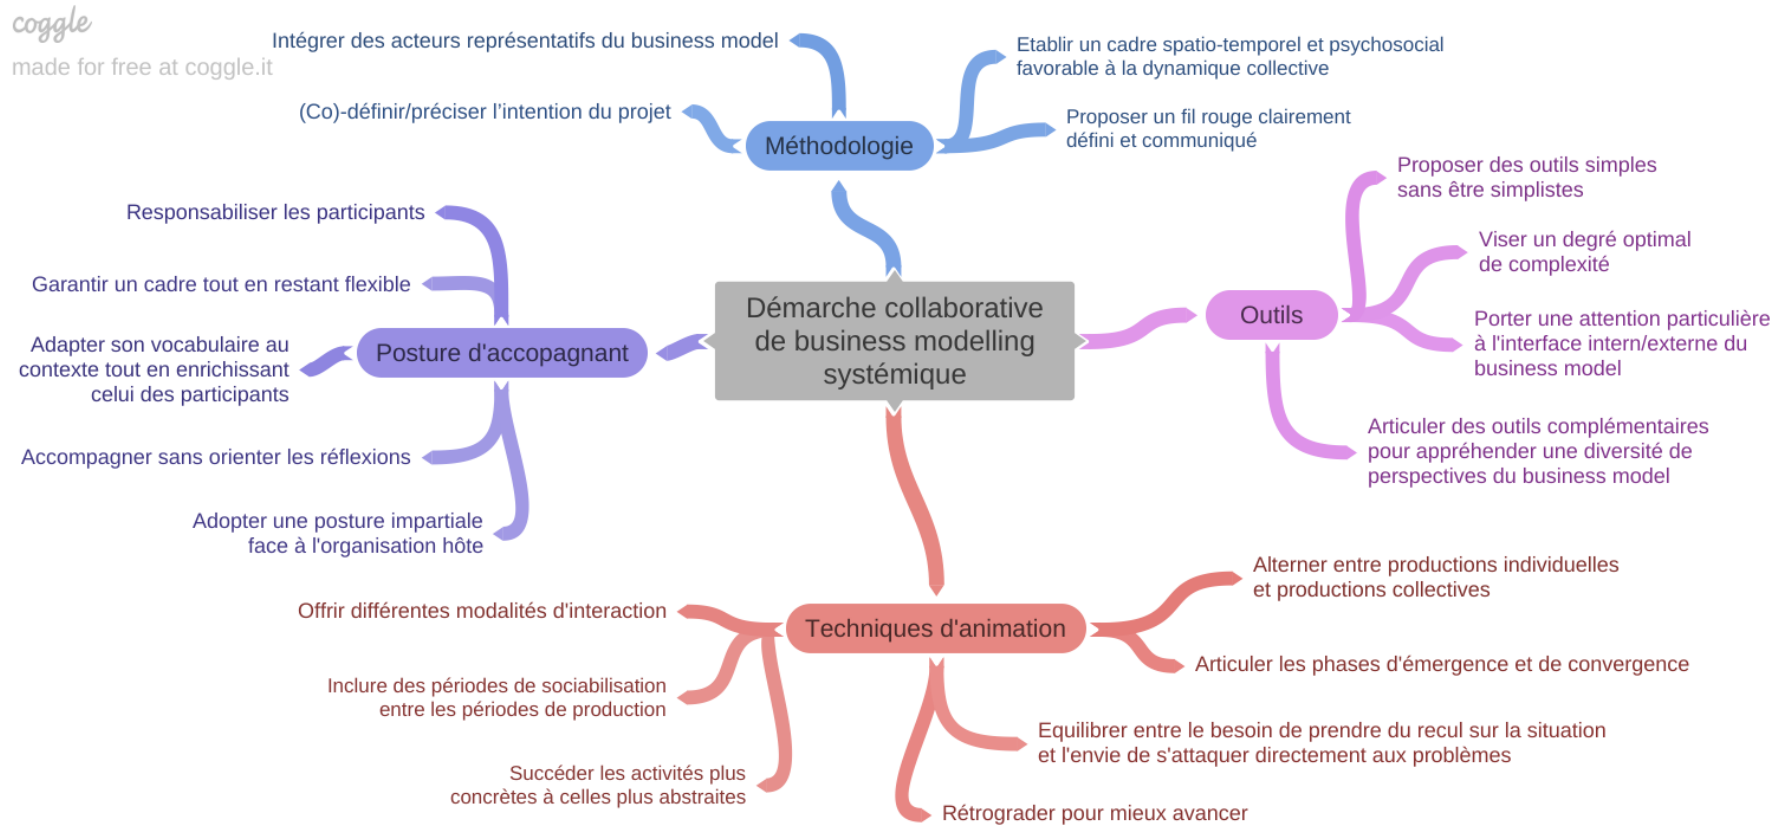 coggle
made for free at coggle.it
Démarche collaborative
de business modelling
systémique
Méthodologie
Intégrer des acteurs représentatifs du business model
(Co)-définir/préciser l’intention du projet
Etablir un cadre spatio-temporel et psychosocial
favorable à la dynamique collective
Proposer un fil rouge clairement
défini et communiqué
Outils
Proposer des outils simples
sans être simplistes
Viser un degré optimal
de complexité
Porter une attention particulière
à l'interface intern/externe du
business model
Articuler des outils complémentaires
pour appréhender une diversité de
perspectives du business model
Posture d'accopagnant
Responsabiliser les participants
Garantir un cadre tout en restant flexible
Adapter son vocabulaire au
contexte tout en enrichissant
celui des participants
Accompagner sans orienter les réflexions
Adopter une posture impartiale
face à l'organisation hôte
Techniques d'animation
Offrir différentes modalités d'interaction
Inclure des périodes de sociabilisation
entre les périodes de production
Succéder les activités plus
concrètes à celles plus abstraites
Alterner entre productions individuelles
et productions collectives
Articuler les phases d'émergence et de convergence
Equilibrer entre le besoin de prendre du recul sur la situation
et l'envie de s'attaquer directement aux problèmes
Rétrograder pour mieux avancer